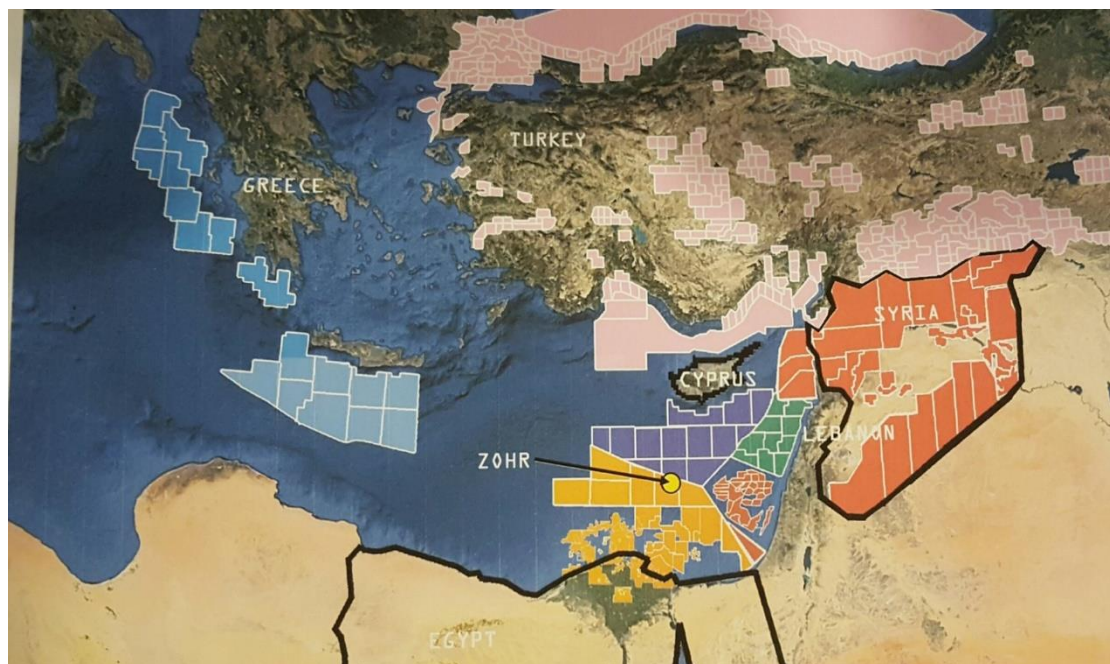 TURKEY
GREECE
SYRIA
CYPRUS
LEBANON
ZOHR
EGYPT